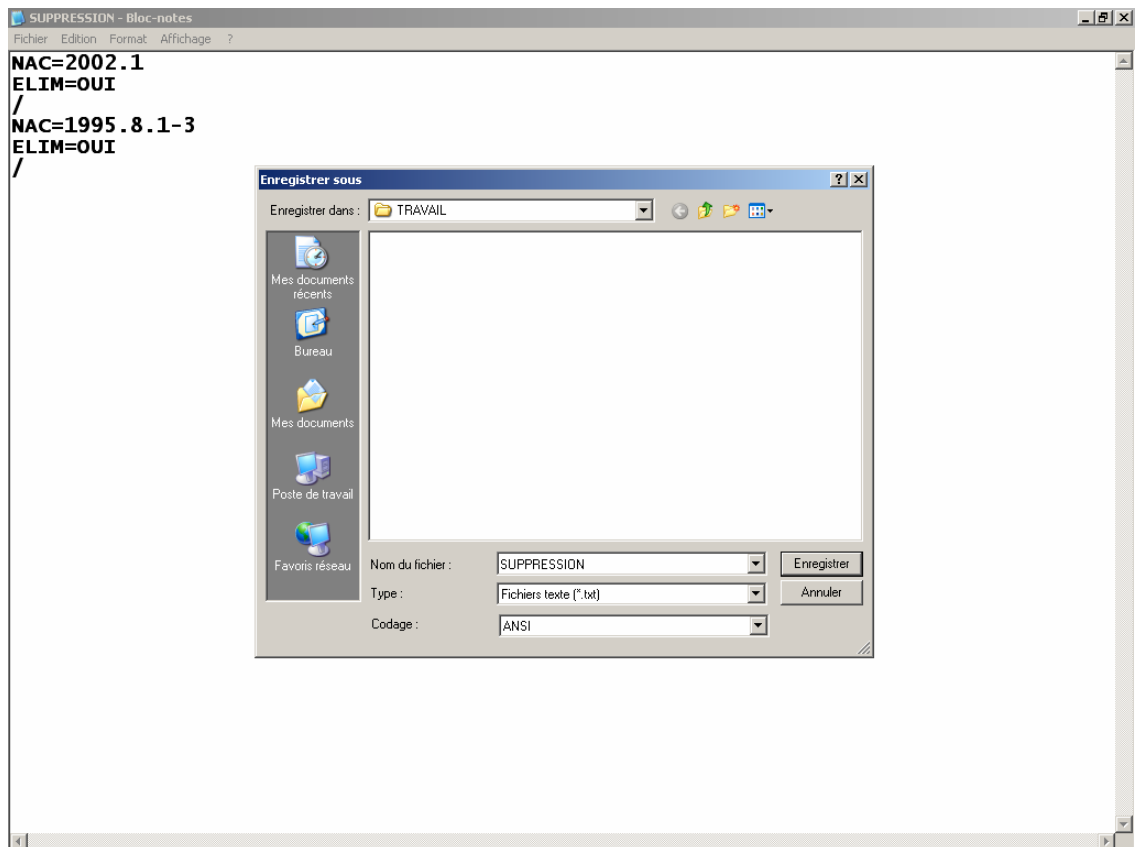 SUPPRESSION - Bloc-notes
Fichier Edition Format Affichage ?
NAC=2002.1
ELIM=OUI
/
NAC=1995.8.1-3
ELIM=OUI
/
Enregistrer sous
Enregistrer dans :
TRAVAIL
Mes documents
récents
Bureau
Mes documents
Poste de travail
Favoris réseau
Nom du fichier :
SUPPRESSION
Enregistrer
Type :
Fichiers texte (*.txt)
Annuler
Codage :
ANSI